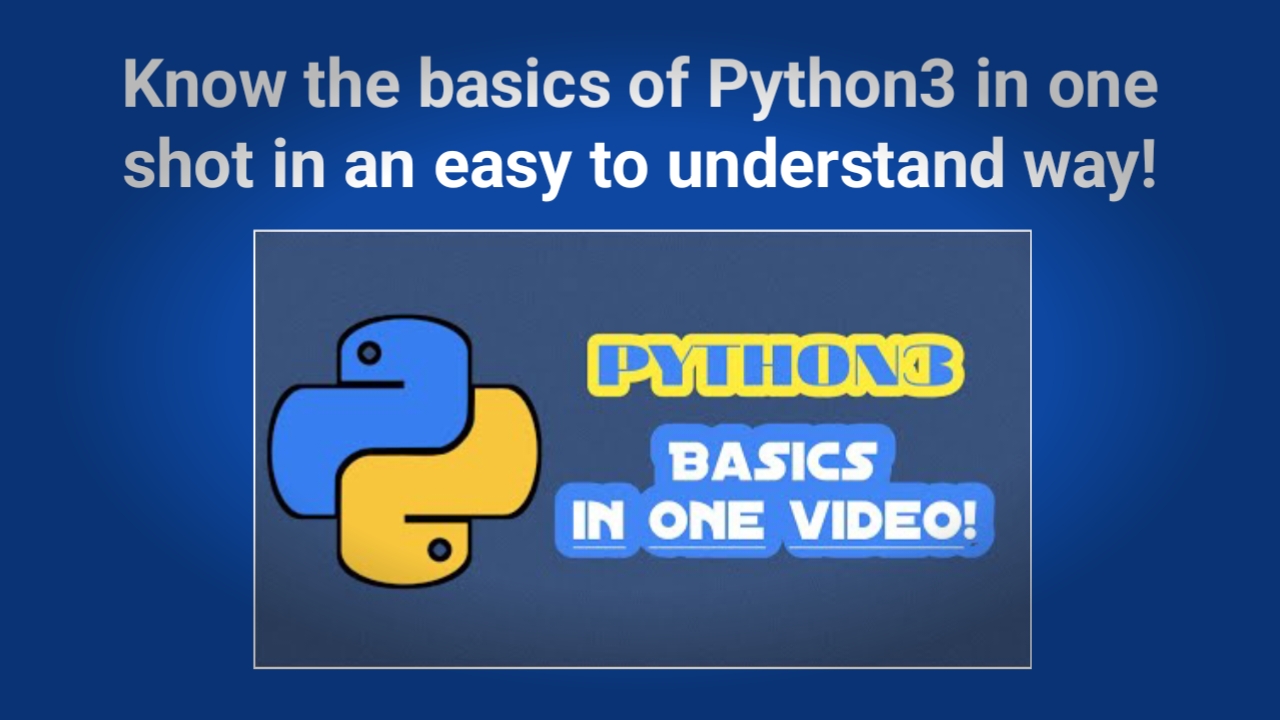 Know the basics of Python3 in one
shot in an easy to understand way!
PYTHON3
BASICS
IN ONE VIDEO!